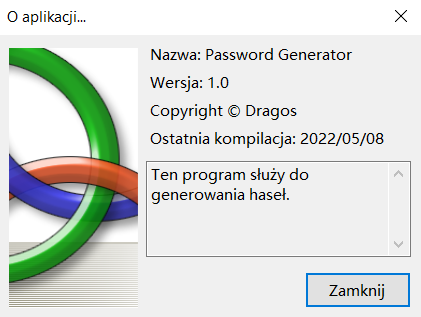 O aplikacji...
Nazwa: Password Generator
Wersja: 1.0
Copyright © Dragos
Ostatnia kompilacja: 2022/05/08
Ten program służy do
generowania haseł.
Zamknij